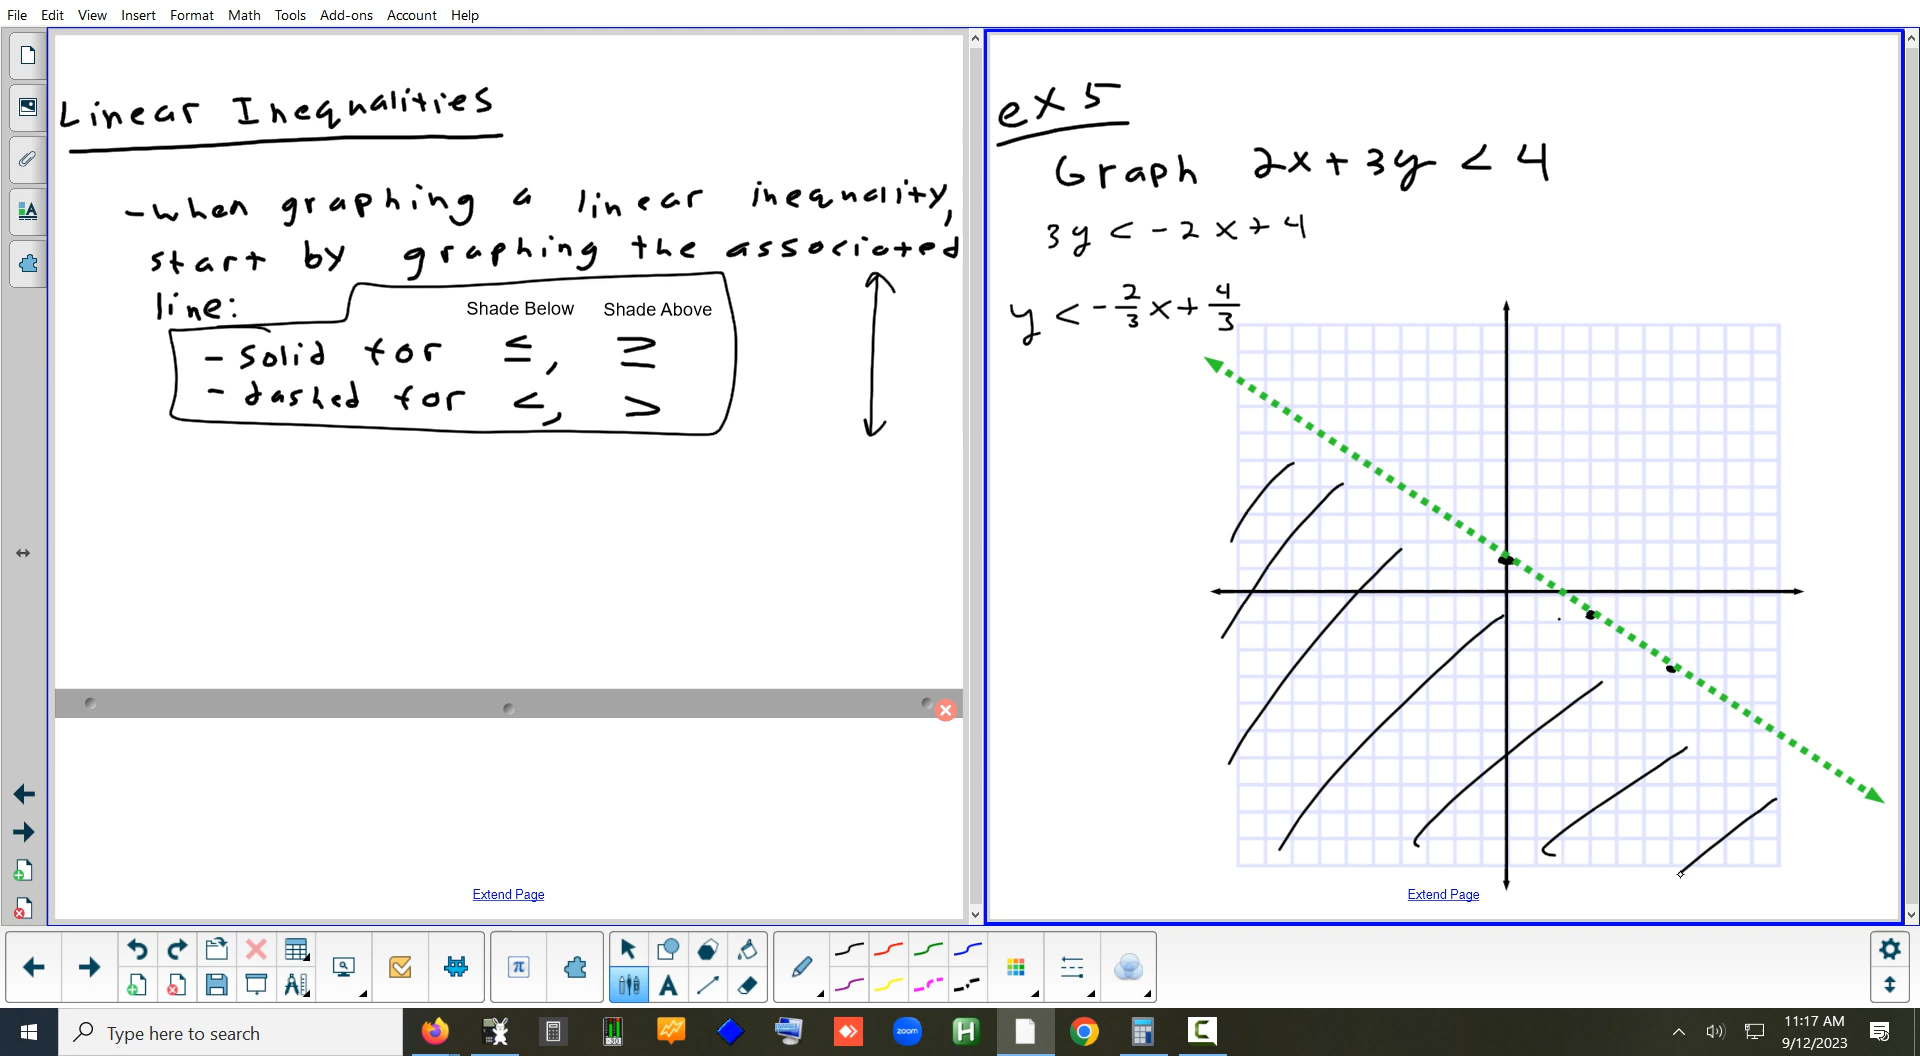 File Edit View Insert Format Math Tools Add-ons Account Help
Linear Inequalities
- when graphing a linear inequality,
start by graphing the associated
line:
Shade Below Shade Above
- solid for ≤, ≥
- dashed for <, >
Extend Page
ex 5
Graph 2x + 3y < 4
3y < -2x + 4
y < -2/3x + 4/3
Extend Page
π
A
Type here to search
zoom
H
C
11:17 AM
9/12/2023